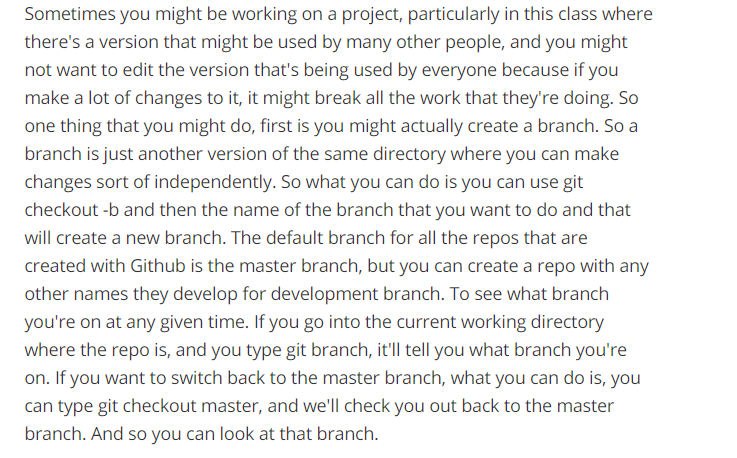 Sometimes you might be working on a project, particularly in this class where
there's a version that might be used by many other people, and you might
not want to edit the version that's being used by everyone because if you
make a lot of changes to it, it might break all the work that they're doing. So
one thing that you might do, first is you might actually create a branch. So a
branch is just another version of the same directory where you can make
changes sort of independently. So what you can do is you can use git
checkout -b and then the name of the branch that you want to do and that
will create a new branch. The default branch for all the repos that are
created with Github is the master branch, but you can create a repo with any
other names they develop for development branch. To see what branch
you're on at any given time. If you go into the current working directory
where the repo is, and you type git branch, it'll tell you what branch you're
on. If you want to switch back to the master branch, what you can do is, you
can type git checkout master, and we'll check you out back to the master
branch. And so you can look at that branch.